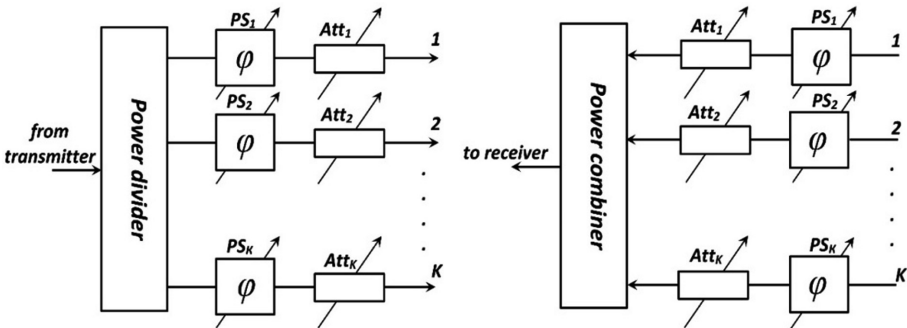 from
transmitter
Power divider
PS1
φ
Att1
1
PS2
φ
Att2
2
PSK
φ
AttK
K
to receiver
Power combiner
Att1
PS1
φ
1
Att2
PS2
φ
2
AttK
PSK
φ
K